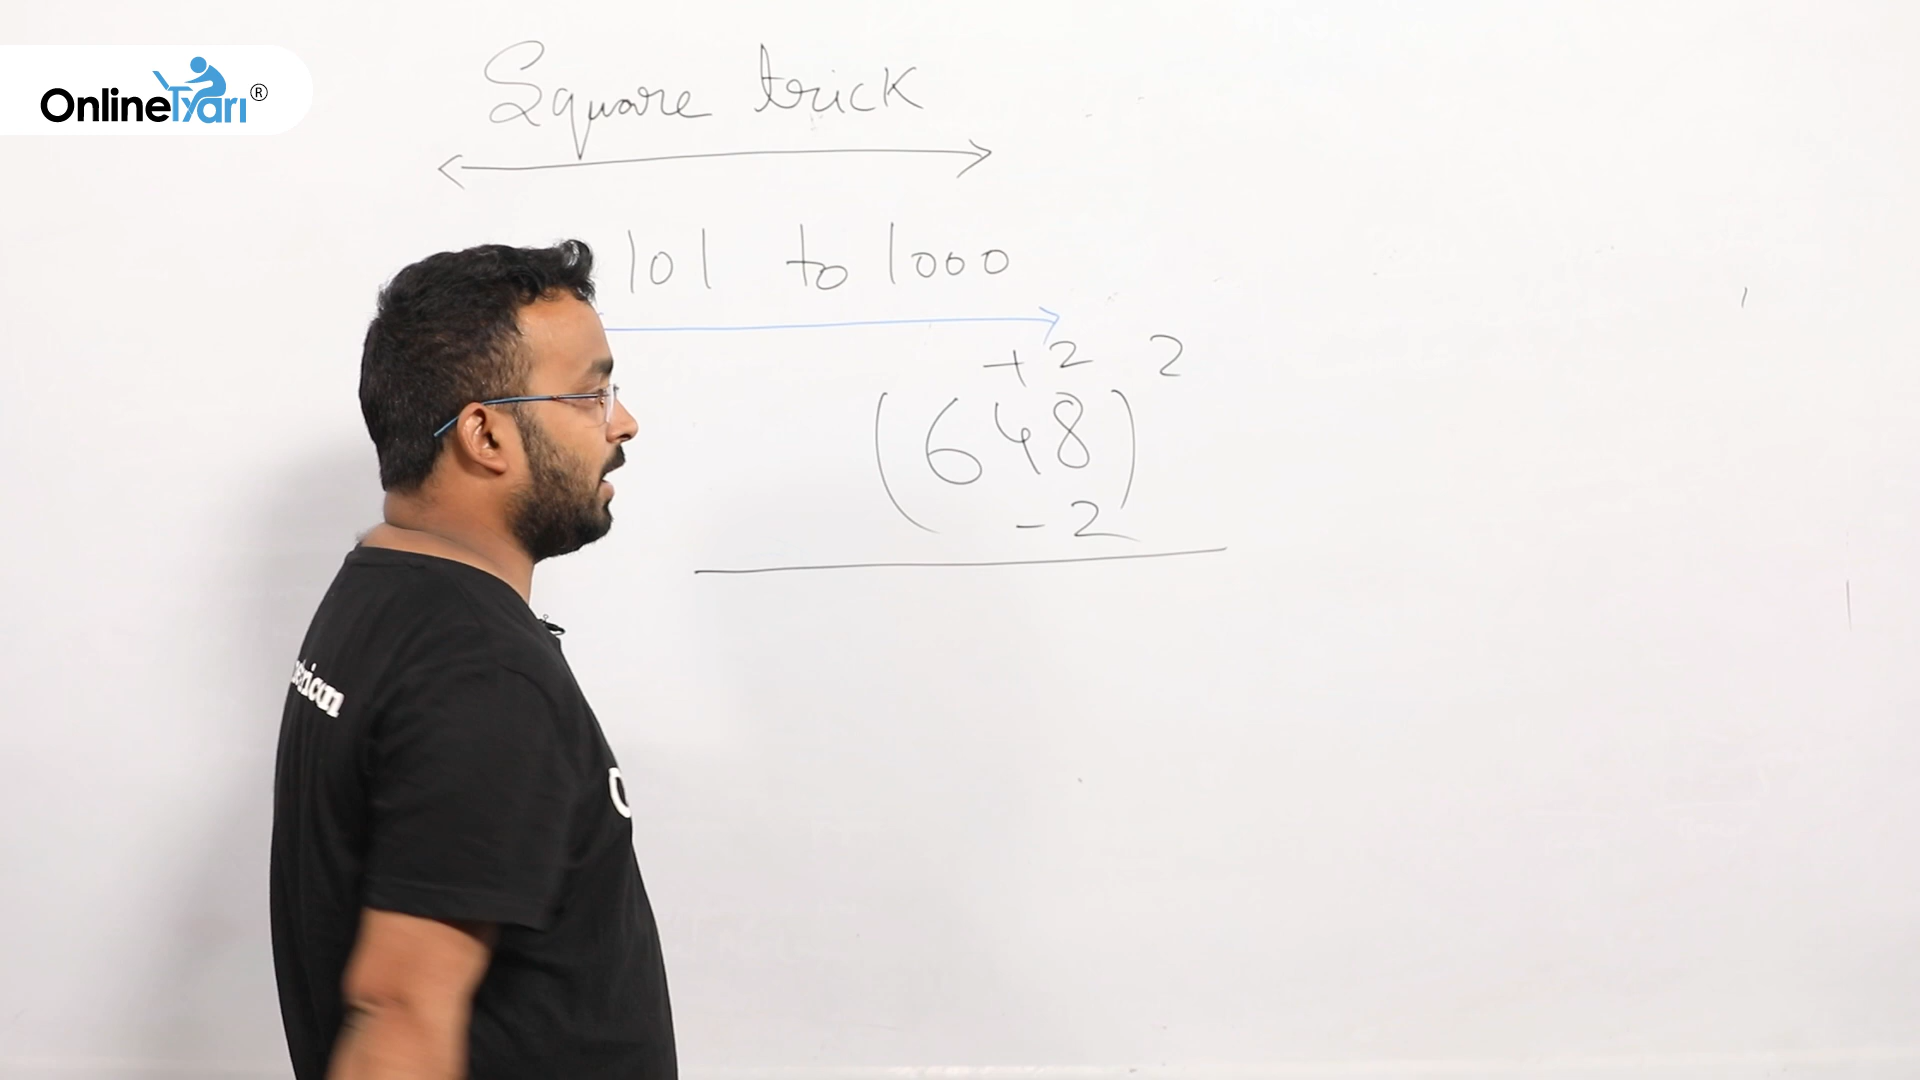 OnlineTyari®
Square trick
101 to 1000
+2 2
(648)
-2